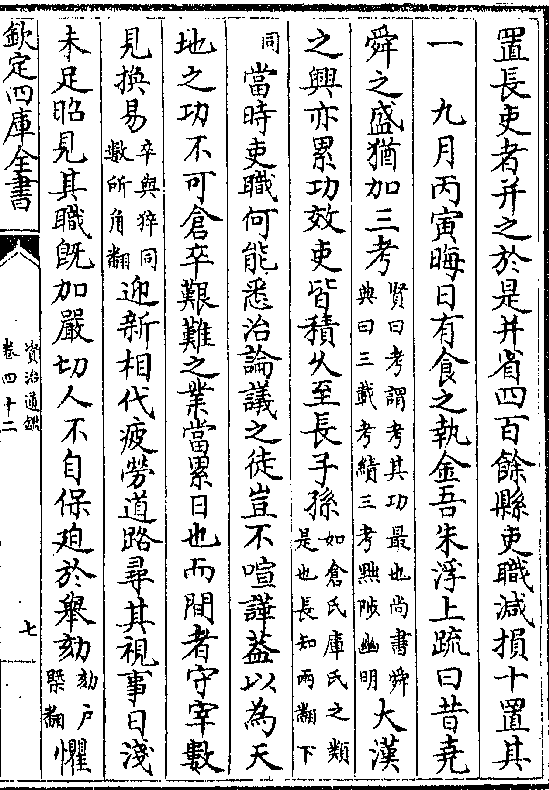 置長吏者并之於是并省四百餘縣吏職減損十置其
一　九月丙寅晦日有食之執金吾朱浮上疏曰昔堯
舜之盛猶加三考賢曰考謂考其功最也尚書舜典曰三載考績三考黜陟幽明大漢
之興亦累功效吏皆積久至長子孫如倉氏庫氏之類是也長知兩翻下
同當時吏職何能悉治論議之徒豈不喧譁葢以為天
地之功不可倉卒艱難之業當累日也而間者守宰數
見換易卒與猝同數所角翻迎新相代疲勞道路尋其視事日淺
未足昭見其職旣加嚴切人不自保廹於舉劾劾户槩翻懼
欽定四庫全書
資治通鑑
卷四十二
七